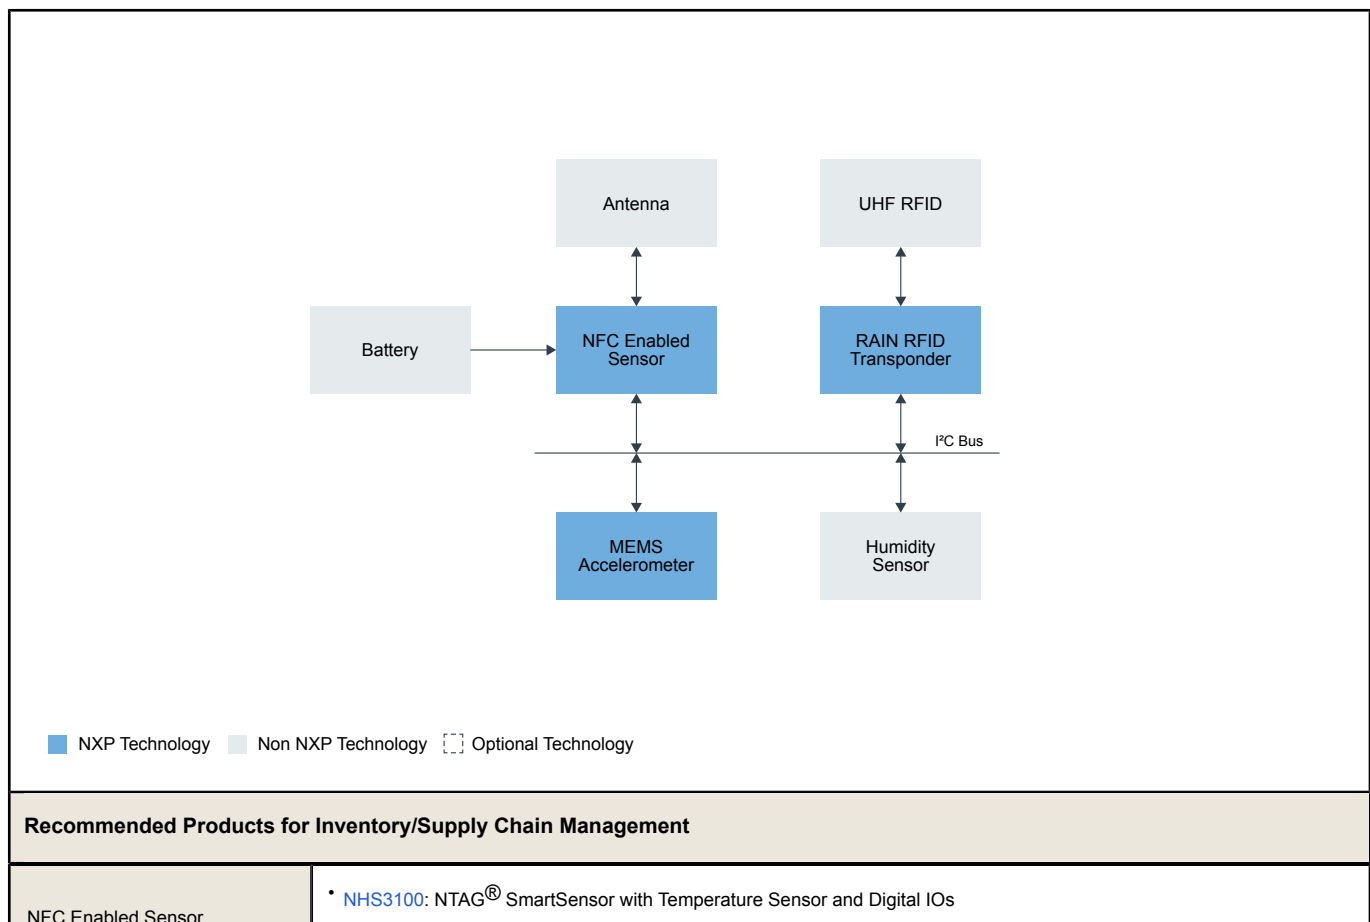 Antenna
UHF RFID
Battery
NFC Enabled
Sensor
RAIN RFID
Transponder
I²C Bus
MEMS
Accelerometer
Humidity
Sensor
NXP Technology
Non NXP Technology
Optional Technology
Recommended Products for Inventory/Supply Chain Management
NFC Enabled Sensor
• NHS3100: NTAG® SmartSensor with Temperature Sensor and Digital IOs